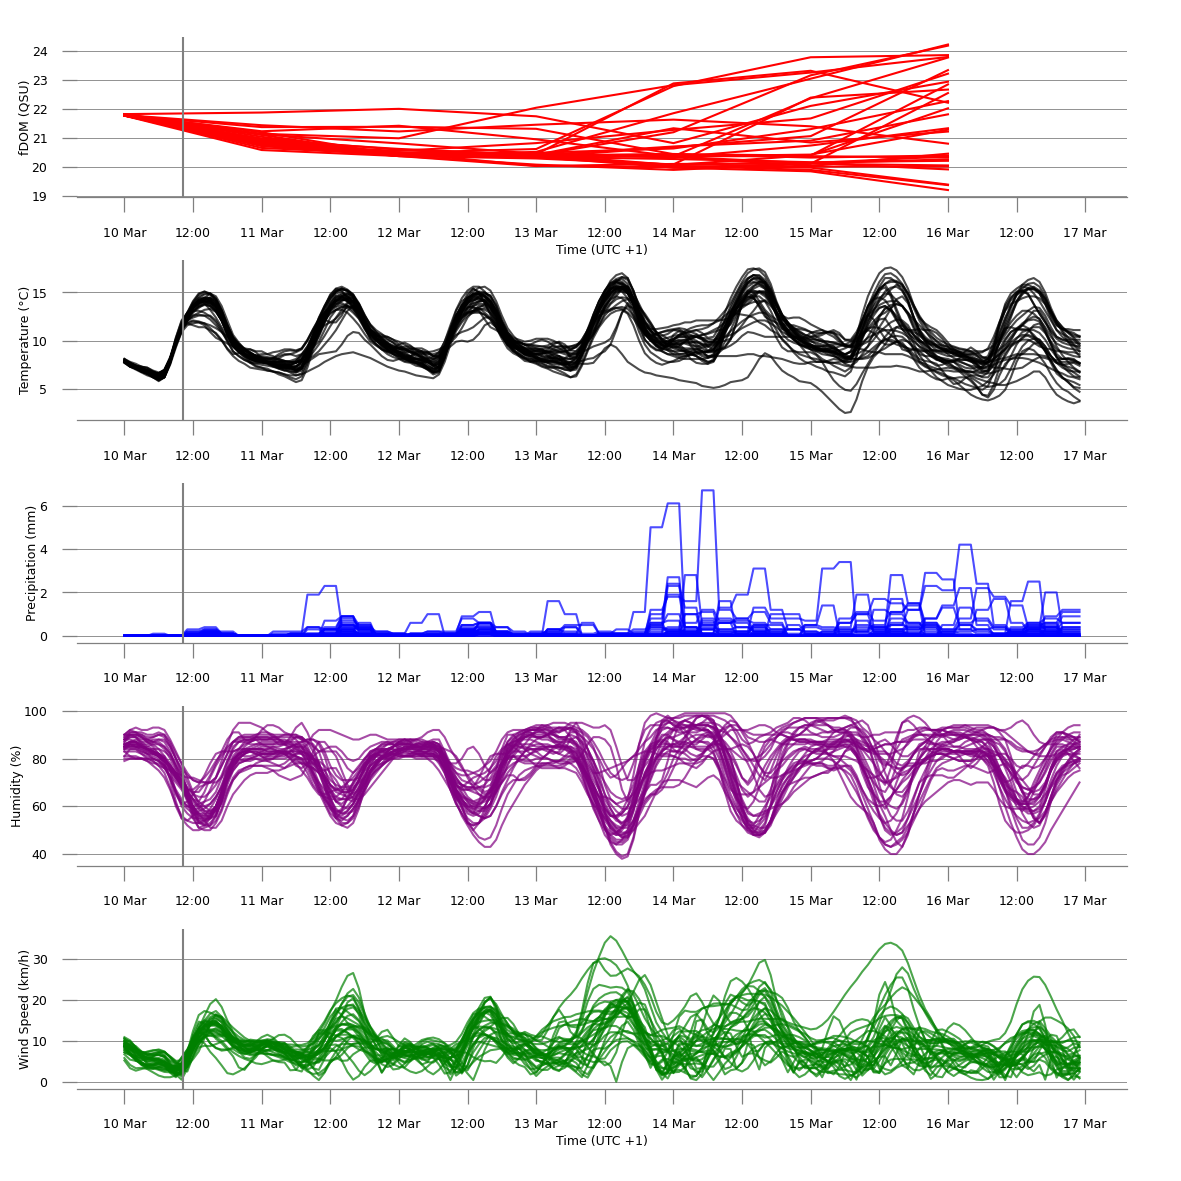 fDOM (QSU)
24
23
22
21
20
19
10 Mar 12:00 11 Mar 12:00 12 Mar 12:00 13 Mar 12:00 14 Mar 12:00 15 Mar 12:00 16 Mar 12:00 17 Mar
Time (UTC +1)
Temperature (°C)
15
10
5
10 Mar 12:00 11 Mar 12:00 12 Mar 12:00 13 Mar 12:00 14 Mar 12:00 15 Mar 12:00 16 Mar 12:00 17 Mar
Precipitation (mm)
6
4
2
0
10 Mar 12:00 11 Mar 12:00 12 Mar 12:00 13 Mar 12:00 14 Mar 12:00 15 Mar 12:00 16 Mar 12:00 17 Mar
Humidity (%)
100
80
60
40
10 Mar 12:00 11 Mar 12:00 12 Mar 12:00 13 Mar 12:00 14 Mar 12:00 15 Mar 12:00 16 Mar 12:00 17 Mar
Wind Speed (km/h)
30
20
10
0
10 Mar 12:00 11 Mar 12:00 12 Mar 12:00 13 Mar 12:00 14 Mar 12:00 15 Mar 12:00 16 Mar 12:00 17 Mar
Time (UTC +1)